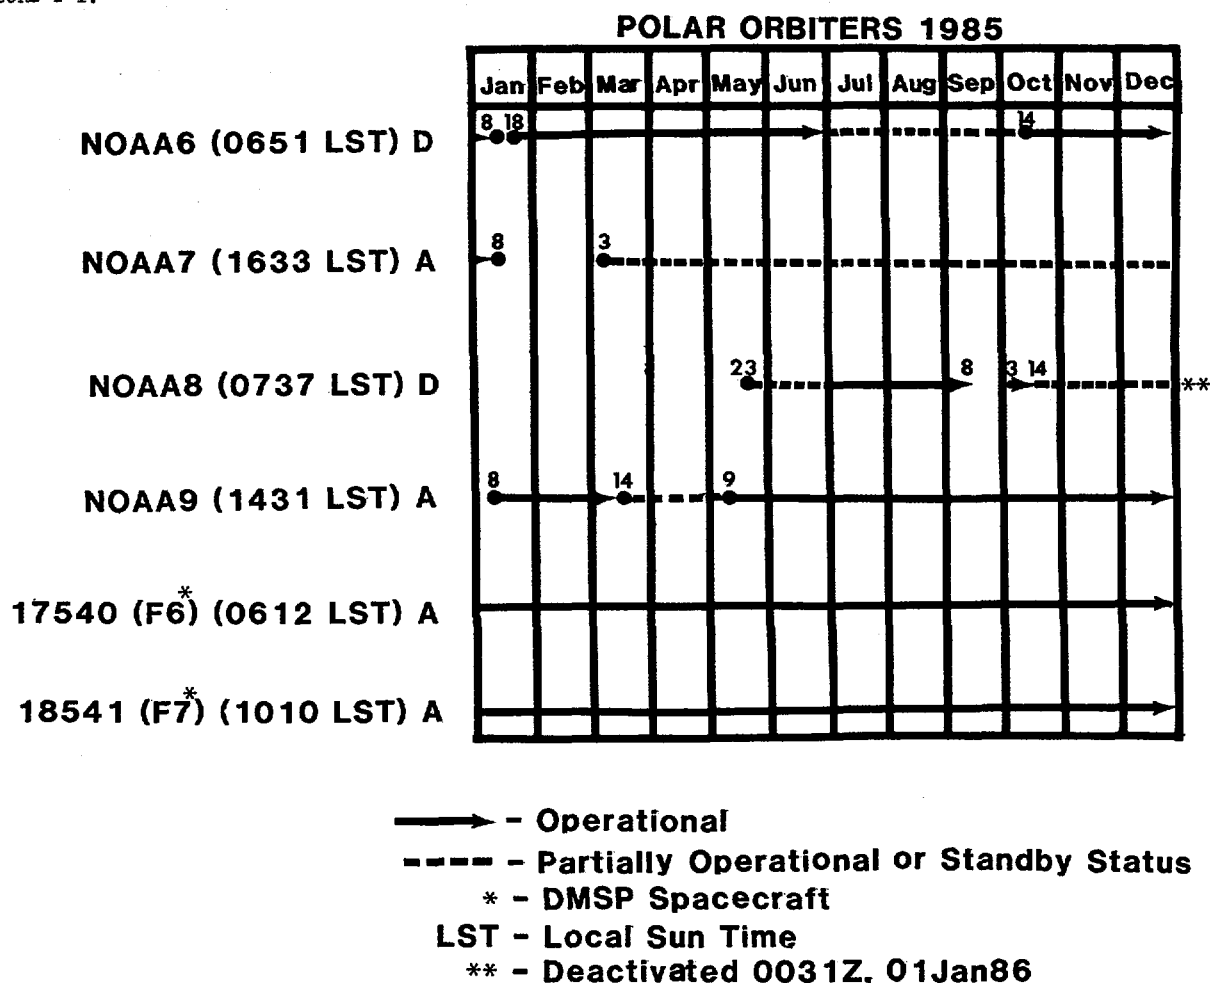 POLAR ORBITERS 1985
Jan Feb Mar Apr May Jun Jul Aug Sep Oct Nov Dec
NOAA6 (0651 LST) D 8 18 14
NOAA7 (1633 LST) A 8 3
NOAA8 (0737 LST) D 23 8 3 14 **
NOAA9 (1431 LST) A 8 14 9
17540 (F6*) (0612 LST) A
18541 (F7*) (1010 LST) A
- Operational
- Partially Operational or Standby Status
* - DMSP Spacecraft
LST - Local Sun Time
** - Deactivated 0031Z, 01Jan86